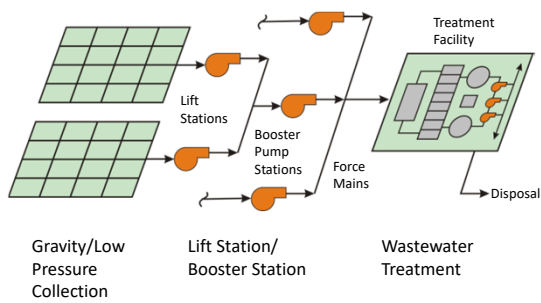 Treatment
Facility
Lift
Stations
Booster
Pump
Stations
Force
Mains
Disposal
Gravity/Low
Pressure
Collection
Lift Station/
Booster Station
Wastewater
Treatment